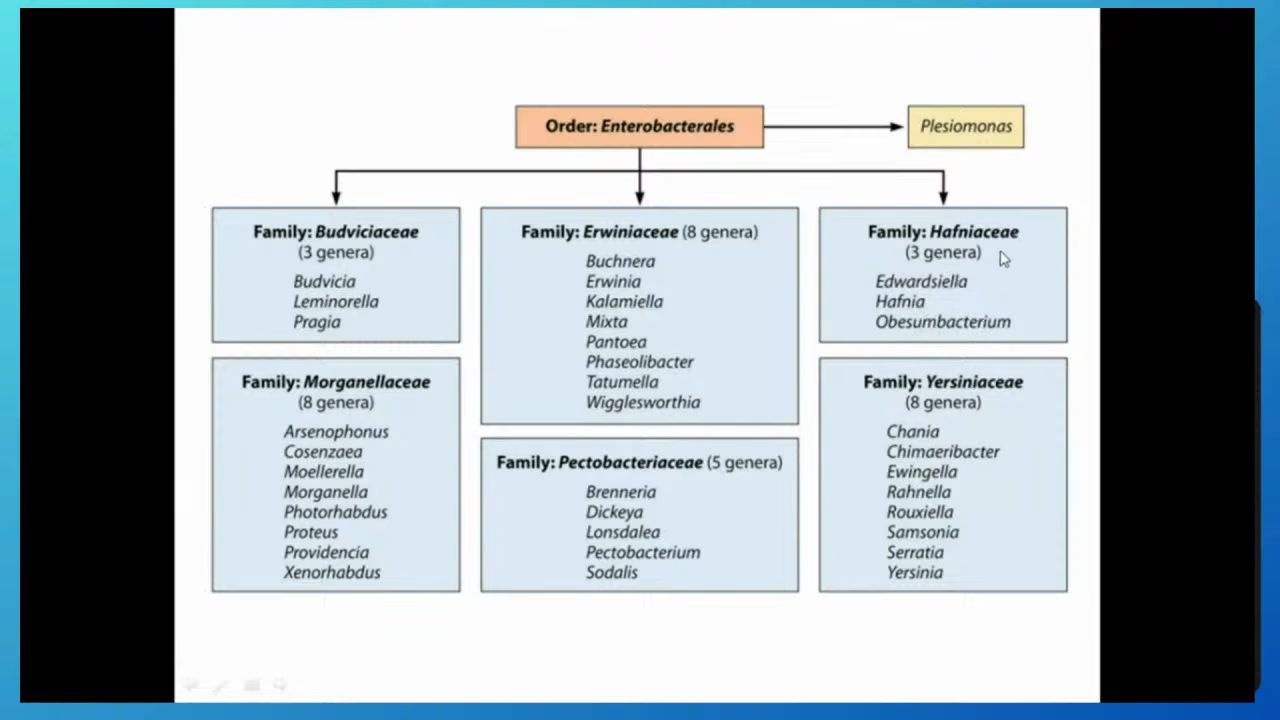 Order: Enterobacterales
Plesiomonas
Family: Budviciaceae
(3 genera)
Budvicia
Leminorella
Pragia
Family: Erwiniaceae (8 genera)
Buchnera
Erwinia
Kalamiella
Mixta
Pantoea
Phaseolibacter
Tatumella
Wigglesworthia
Family: Hafniaceae
(3 genera)
Edwardsiella
Hafnia
Obesumbacterium
Family: Morganellaceae
(8 genera)
Arsenophonus
Cosenzaea
Moellerella
Morganella
Photorhabdus
Proteus
Providencia
Xenorhabdus
Family: Pectobacteriaceae (5 genera)
Brenneria
Dickeya
Lonsdalea
Pectobacterium
Sodalis
Family: Yersiniaceae
(8 genera)
Chania
Chimaeribacter
Ewingella
Rahnella
Rouxiella
Samsonia
Serratia
Yersinia